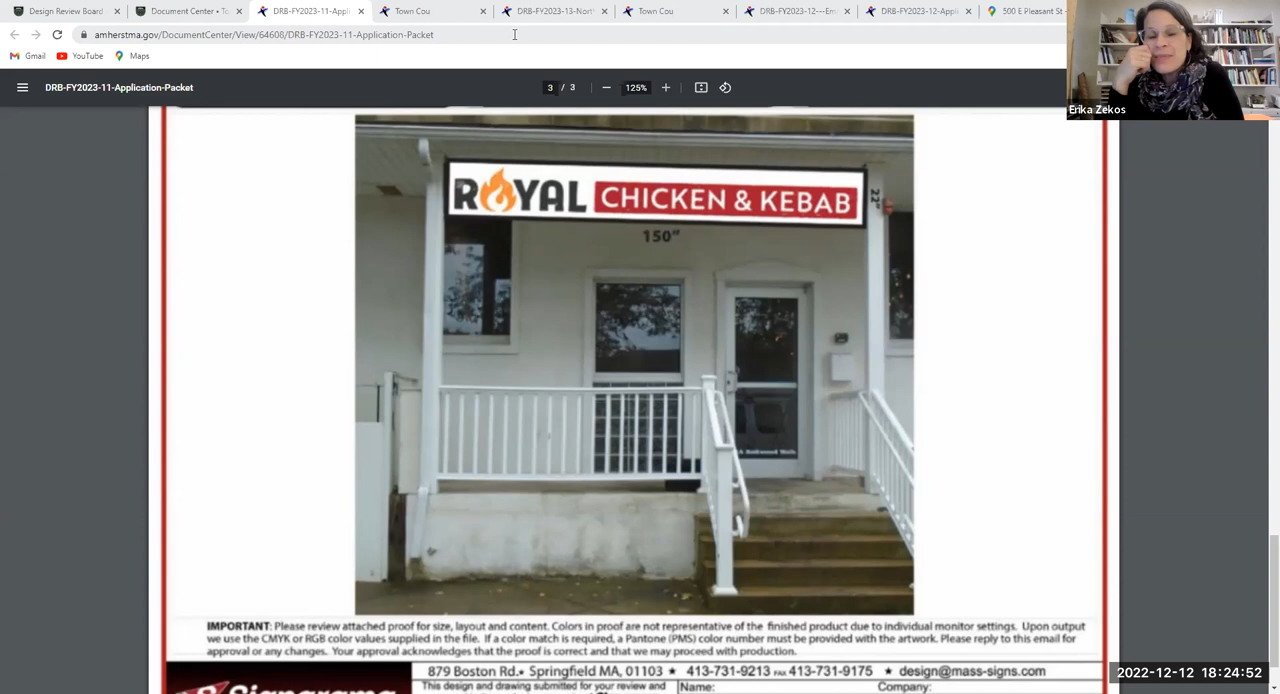 Design Review Board
Document Center • To
DRB-FY2023-11-Appli
Town Cou
DRB-FY2023-13-Nort
Town Cou
DRB-FY2023-12---Em
DRB-FY2023-12-Appli
500 E Pleasant St
amherstma.gov/DocumentCenter/View/64608/DRB-FY2023-11-Application-Packet
Gmail
YouTube
Maps
DRB-FY2023-11-Application-Packet
3 / 3
125%
Erika Zekos
ROYAL CHICKEN & KEBAB
22"
150"
IMPORTANT: Please review attached proof for size, layout and content. Colors in proof are not representative of the finished product due to individual monitor settings. Upon output
we use the CMYK or RGB color values supplied in the file. If a color match is required, a Pantone (PMS) color number must be provided with the artwork. Please reply to this email for
approval or any changes. Your approval acknowledges that the proof is correct and that we may proceed with production.
879 Boston Rd.• Springfield MA, 01103 ★ 413-731-9213 FAX 413-731-9175 ★ design@mass-signs.com
Signarama
This design and drawing submitted for your review and
Name:
Company:
2022-12-12 18:24:52